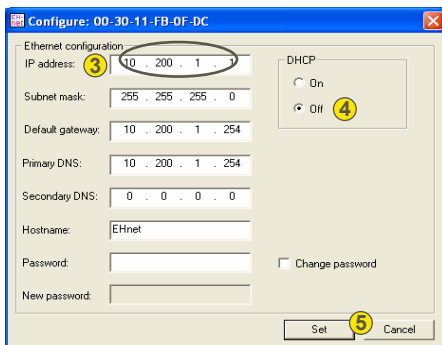 EH net Configure: 00-30-11-FB-0F-DC
Ethernet configuration
IP address: 3 10 . 200 . 1 . 1
DHCP
On
Off 4
Subnet mask: 255 . 255 . 255 . 0
Default gateway: 10 . 200 . 1 . 254
Primary DNS: 10 . 200 . 1 . 254
Secondary DNS: 0 . 0 . 0 . 0
Hostname: EHnet
Password:
Change password
New password:
Set 5 Cancel